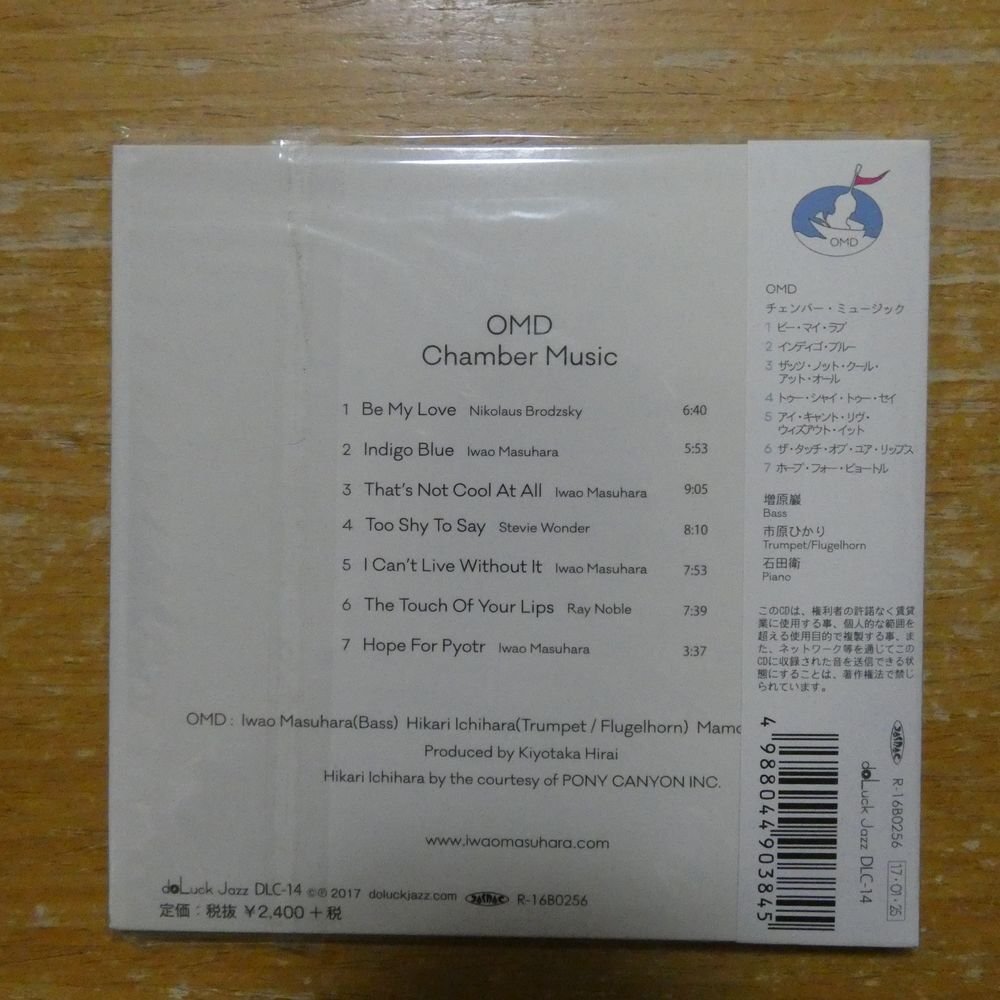 OMD
Chamber Music
1 Be My Love Nikolaus Brodzsky 6:40
2 Indigo Blue Iwao Masuhara 5:53
3 That's Not Cool At All Iwao Masuhara 9:05
4 Too Shy To Say Stevie Wonder 8:10
5 I Can't Live Without It Iwao Masuhara 7:53
6 The Touch Of Your Lips Ray Noble 7:39
7 Hope For Pyotr Iwao Masuhara 3:37
OMD : Iwao Masuhara(Bass) Hikari Ichihara(Trumpet / Flugelhorn) Mamo
Produced by Kiyotaka Hirai
Hikari Ichihara by the courtesy of PONY CANYON INC.
www.iwaomasuhara.com
doLuck Jazz DLC-14 ©℗ 2017 doluckjazz.com JASRAC R-16B0256
定価：税抜 ¥2,400 + 税
OMD
OMD
チェンバー・ミュージック
1 ビー・マイ・ラブ
2 インディゴ・ブルー
3 ザッツ・ノット・クール・
アット・オール
4 トゥー・シャイ・トゥー・セイ
5 アイ・キャント・リヴ・
ウィズアウト・イット
6 ザ・タッチ・オブ・ユア・リップス
7 ホープ・フォー・ピョートル
増原巖
Bass
市原ひかり
Trumpet/Flugelhorn
石田衛
Piano
このCDは、権利者の許諾なく賃貸
業に使用する事、個人的な範囲を
超える使用目的で複製する事、ま
た、ネットワーク等を通じてこの
CDに収録された音を送信できる状
態にすることは、著作権法で禁じ
られています。
4 988044 903845
doLuck Jazz DLC-14
JASRAC R-16B0256 17・01・25